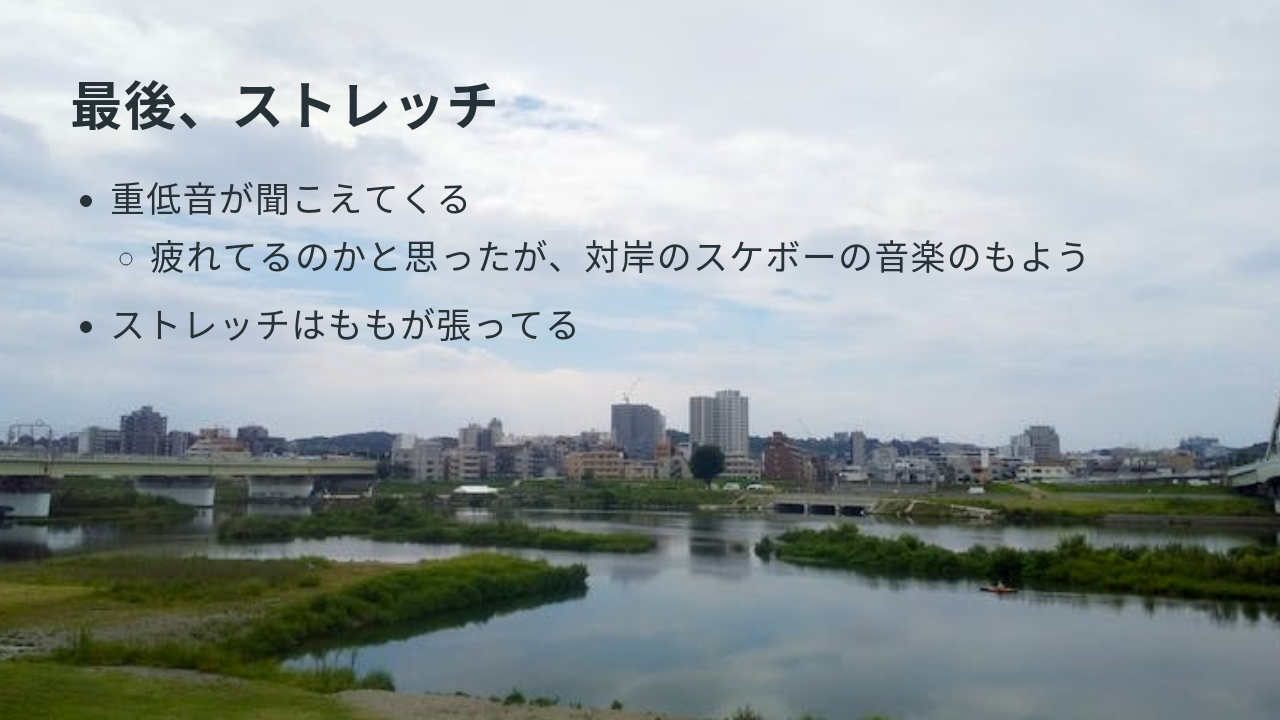 最後、ストレッチ
重低音が聞こえてくる
疲れてるのかと思ったが、対岸のスケボーの音楽のもよう
ストレッチはももが張ってる